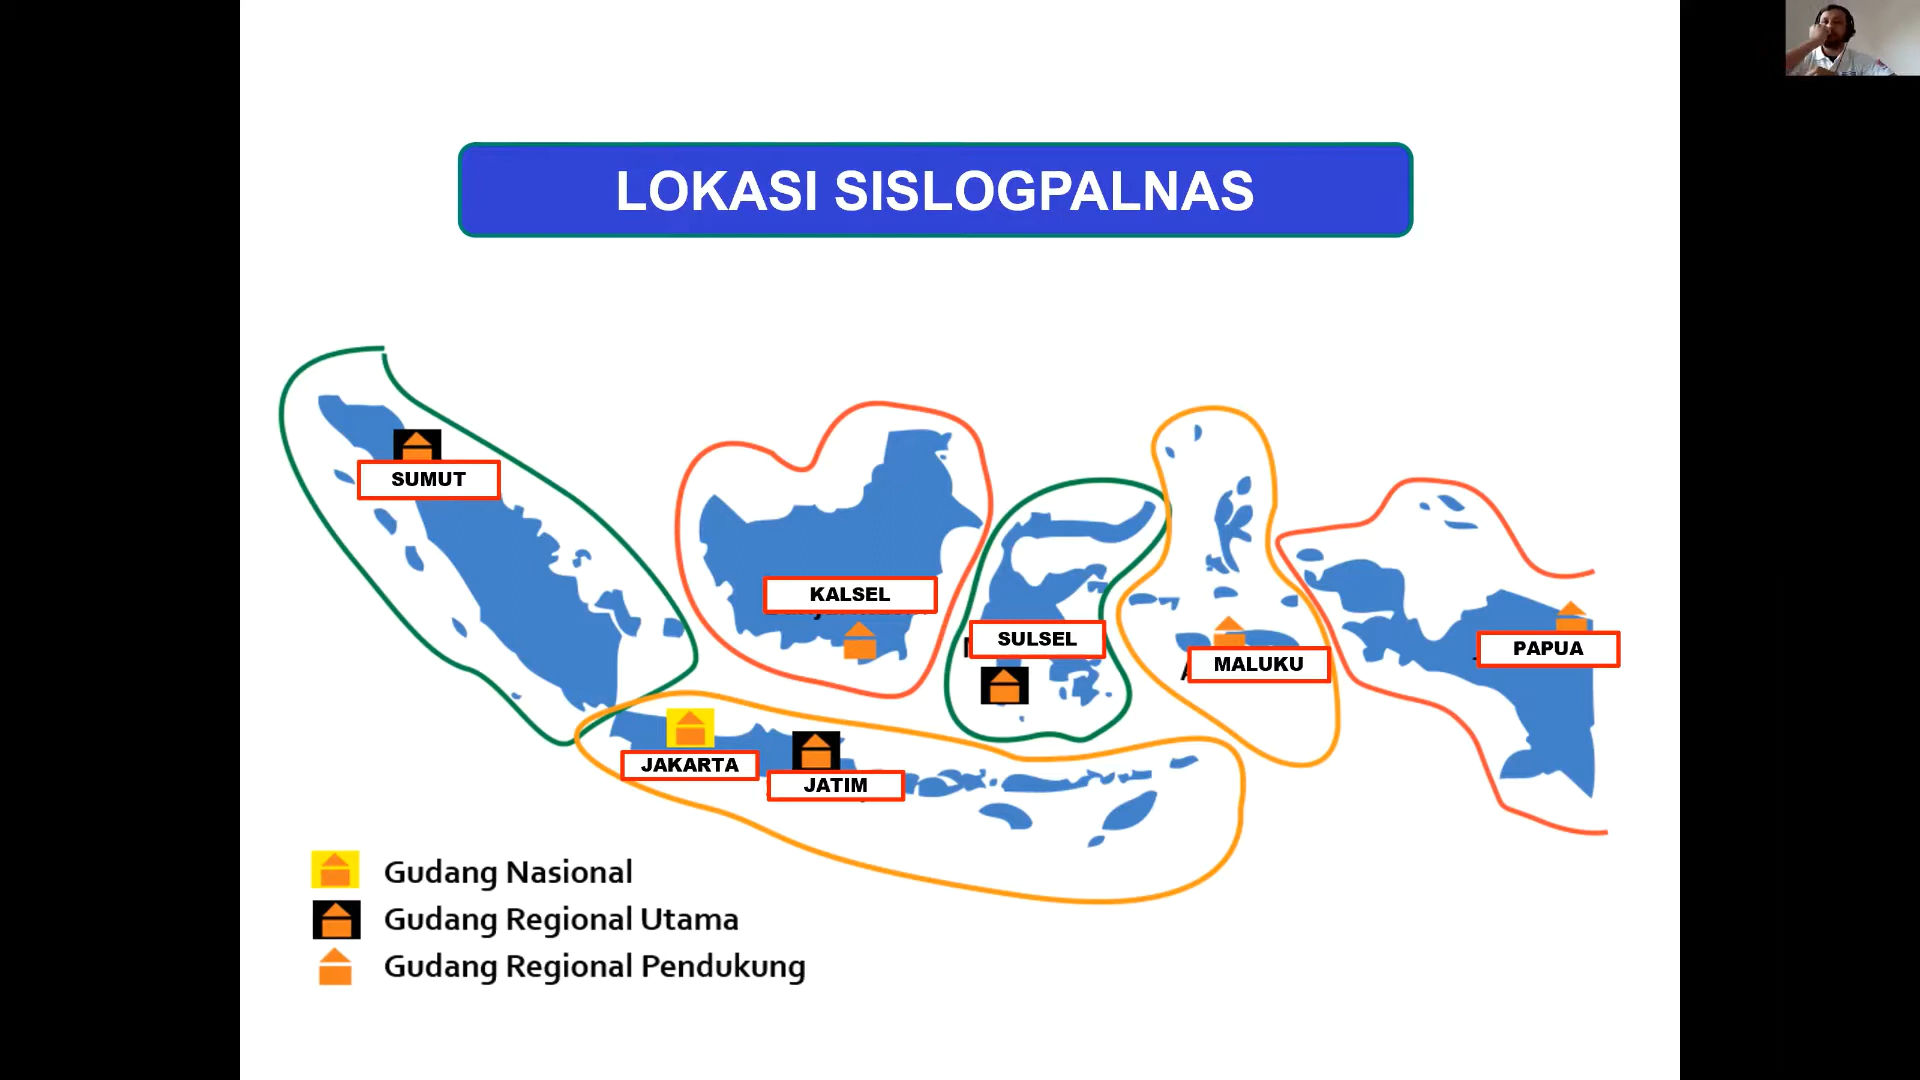 LOKASI SISLOGPALNAS
SUMUT
KALSEL
SULSEL
MALUKU
PAPUA
JAKARTA
JATIM
Gudang Nasional
Gudang Regional Utama
Gudang Regional Pendukung